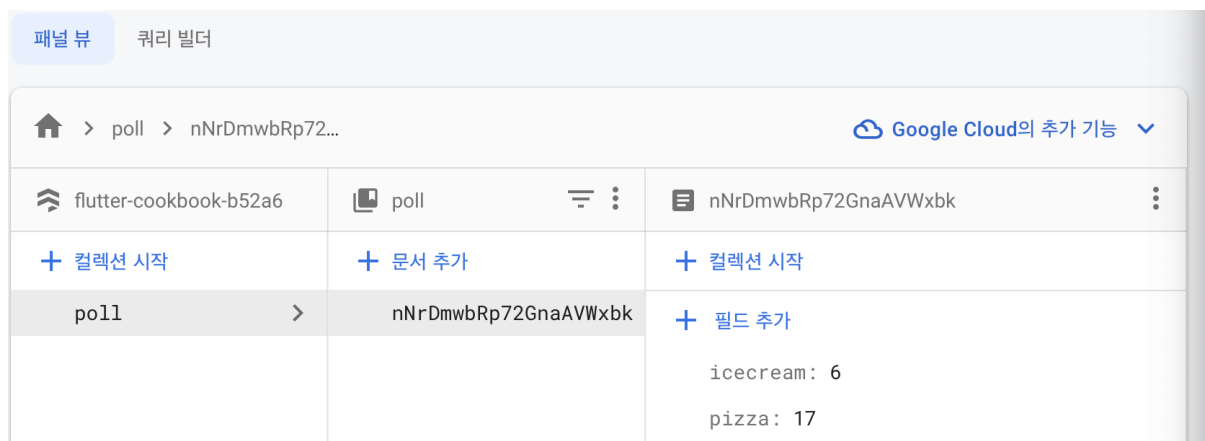 패널 뷰 쿼리 빌더
poll nNrDmwbRp72… Google Cloud의 추가 기능
flutter-cookbook-b52a6 poll nNrDmwbRp72GnaAVWxbk
컬렉션 시작 문서 추가 컬렉션 시작
poll nNrDmwbRp72GnaAVWxbk
필드 추가
icecream: 6
pizza: 17